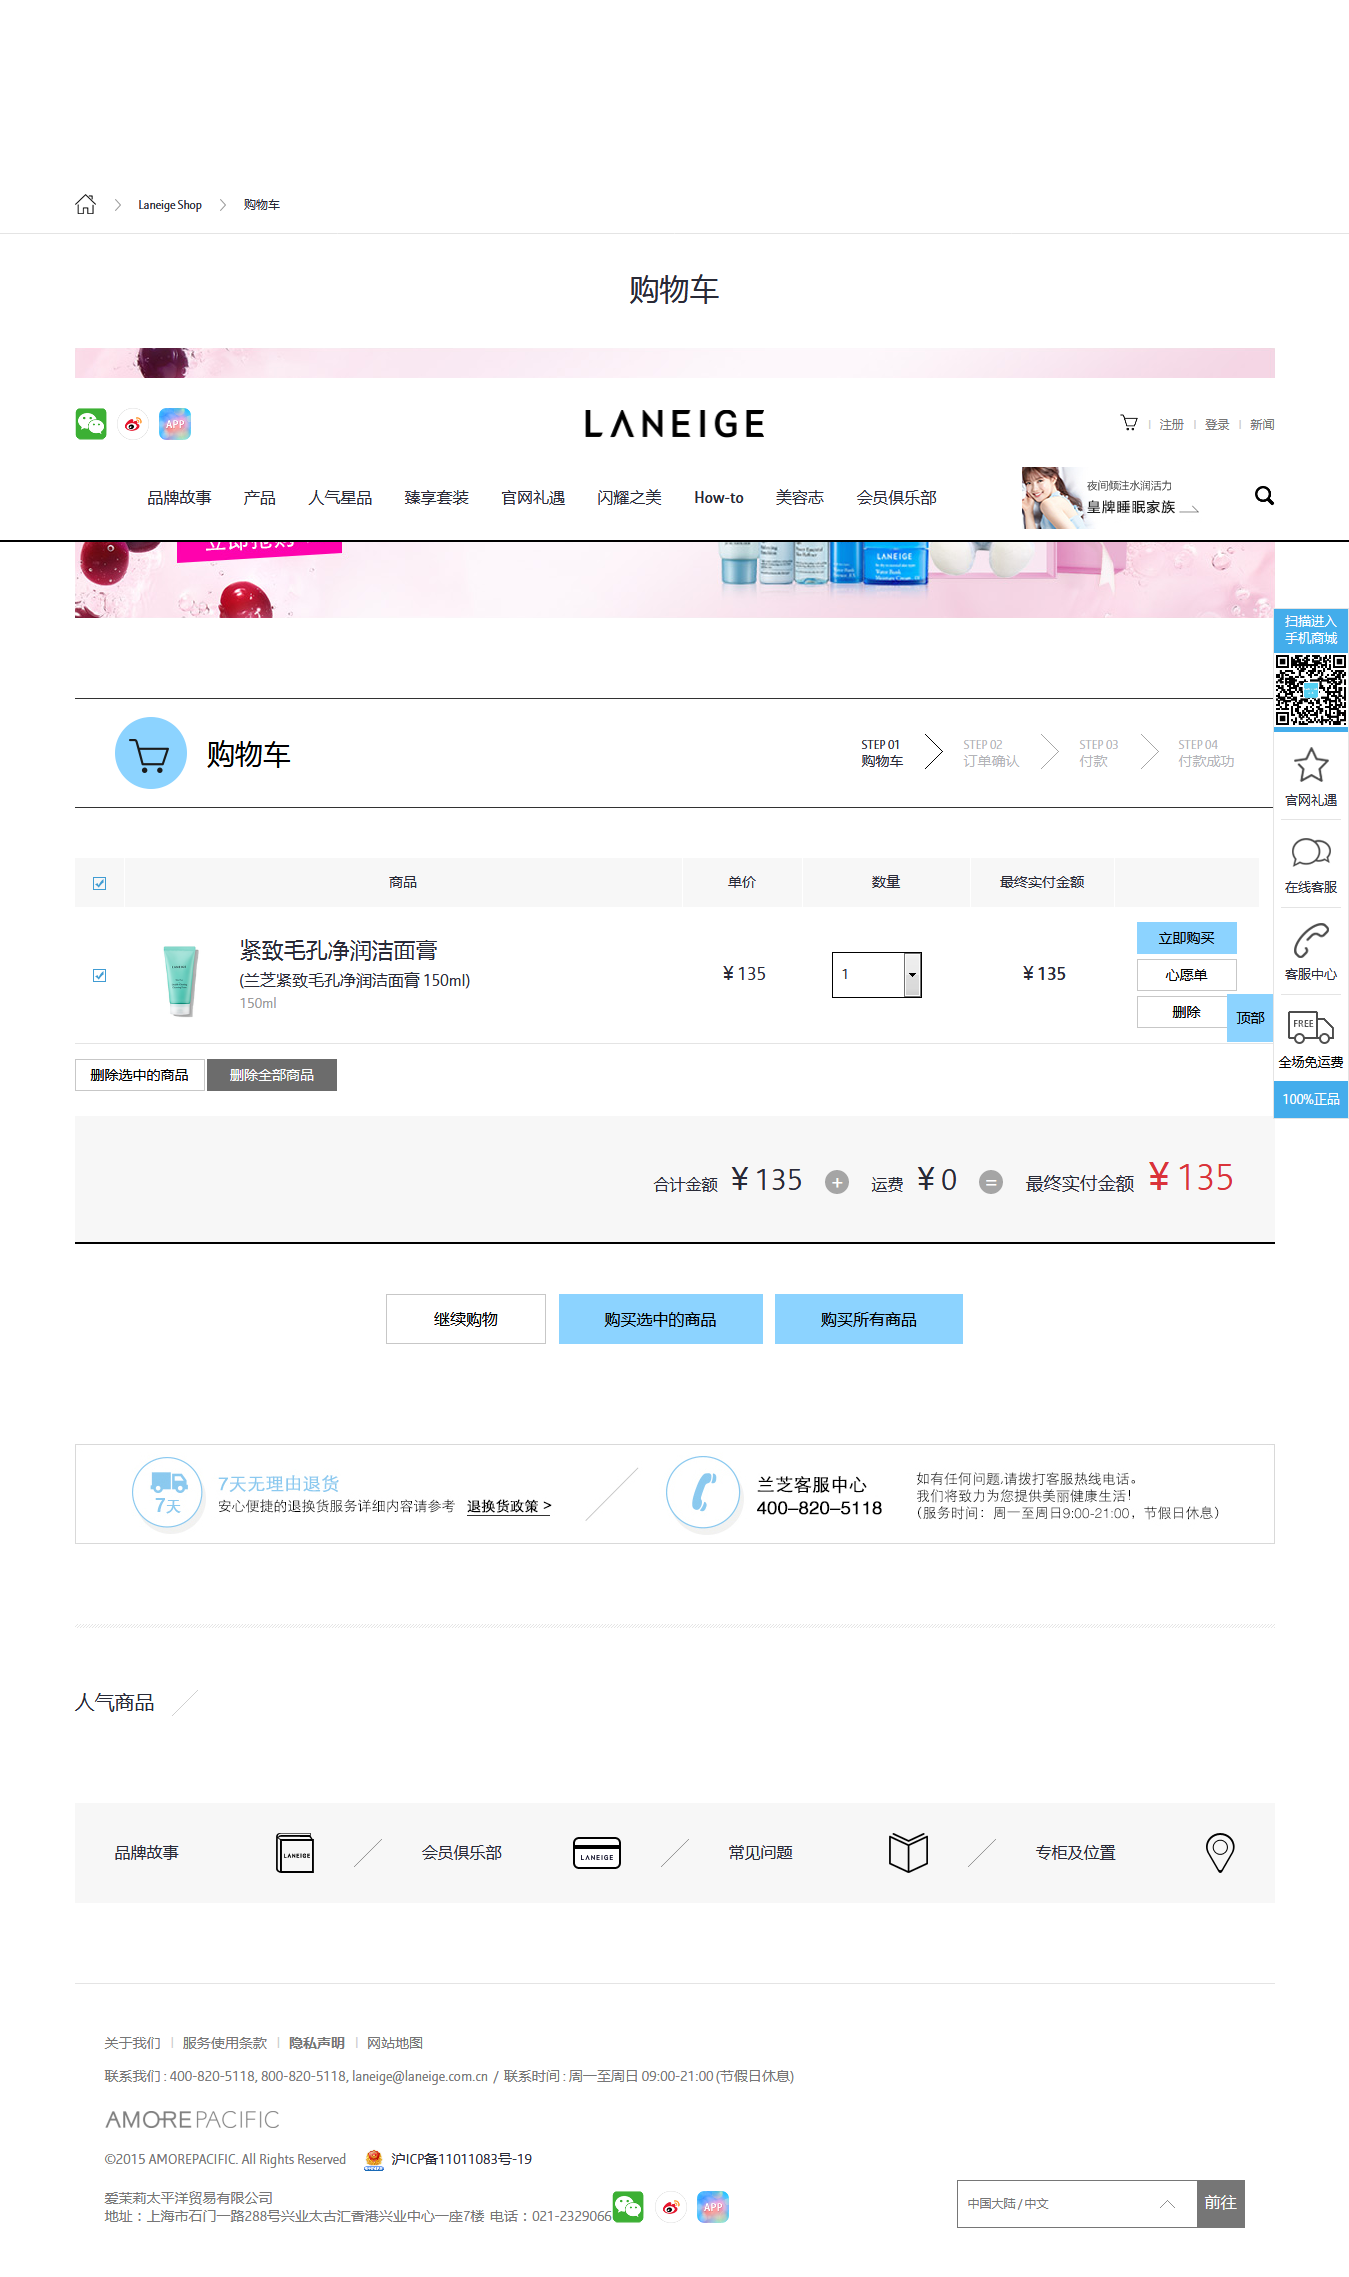 Laneige Shop
购物车
购物车
APP
LANEIGE
注册
登录
新闻
品牌故事
产品
人气星品
臻享套装
官网礼遇
闪耀之美
How-to
美容志
会员俱乐部
夜间倾注水润活力
皇牌睡眠家族
LANEIGE
扫描进入
手机商城
购物车
STEP 01
购物车
STEP 02
订单确认
STEP 03
付款
STEP 04
付款成功
官网礼遇
在线客服
客服中心
FREE
全场免运费
100%正品
商品
单价
数量
最终实付金额
紧致毛孔净润洁面膏
(兰芝紧致毛孔净润洁面膏 150ml)
150ml
¥ 135
1
¥ 135
立即购买
心愿单
删除
顶部
删除选中的商品
删除全部商品
合计金额 ¥ 135 + 运费 ¥ 0 = 最终实付金额 ¥ 135
继续购物
购买选中的商品
购买所有商品
7天
7天无理由退货
安心便捷的退换货服务详细内容请参考 退换货政策 >
兰芝客服中心
400-820-5118
如有任何问题,请拨打客服热线电话。
我们将致力为您提供美丽健康生活!
(服务时间：周一至周日9:00-21:00，节假日休息)
人气商品
品牌故事
LANEIGE
会员俱乐部
LANEIGE
常见问题
专柜及位置
关于我们
服务使用条款
隐私声明
网站地图
联系我们 : 400-820-5118, 800-820-5118, laneige@laneige.com.cn / 联系时间 : 周一至周日 09:00-21:00 (节假日休息)
AMOREPACIFIC
©2015 AMOREPACIFIC. All Rights Reserved
沪ICP备11011083号-19
爱茉莉太平洋贸易有限公司
地址：上海市石门一路288号兴业太古汇香港兴业中心一座7楼 电话：021-2329066
APP
中国大陆 / 中文
前往